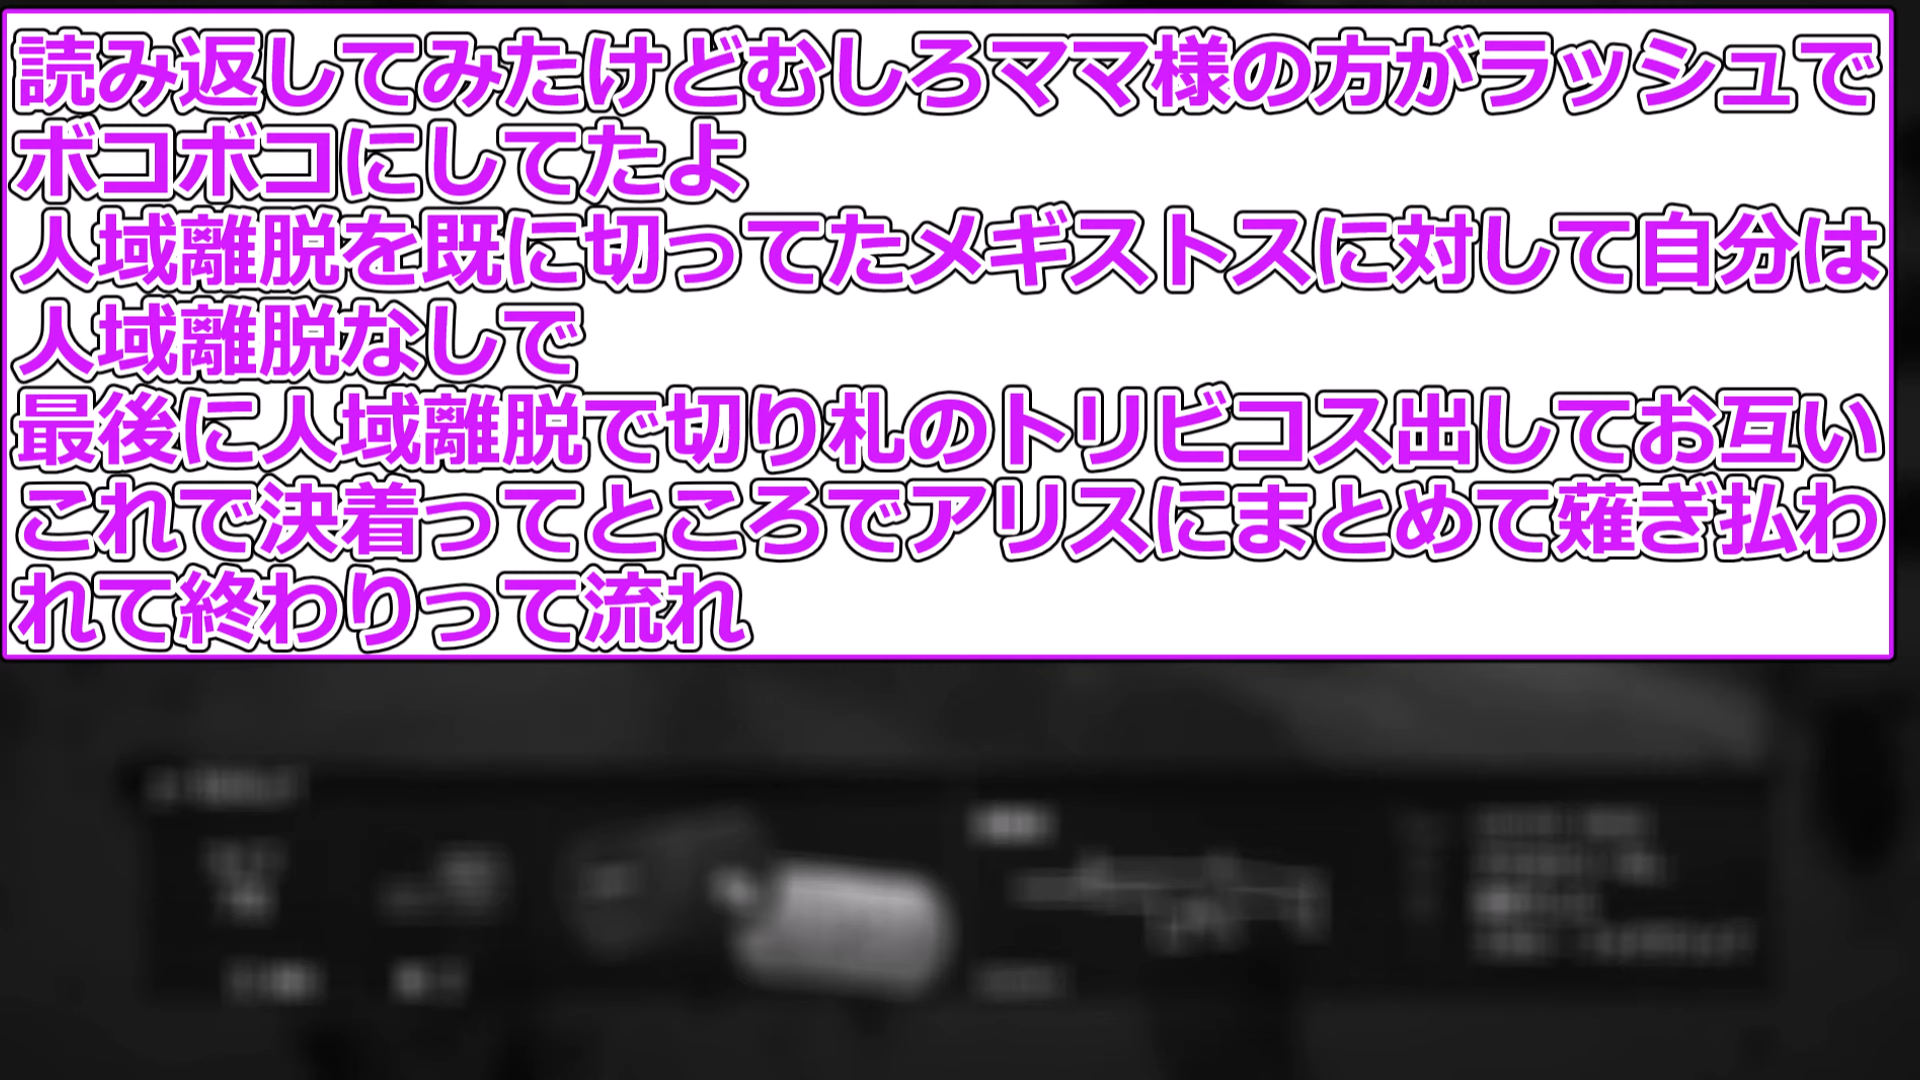 読み返してみたけどむしろママ様の方がラッシュで
ボコボコにしてたよ
人域離脱を既に切ってたメギストスに対して自分は
人域離脱なしで
最後に人域離脱で切り札のトリビコス出してお互い
これで決着ってところでアリスにまとめて薙ぎ払わ
れて終わりって流れ